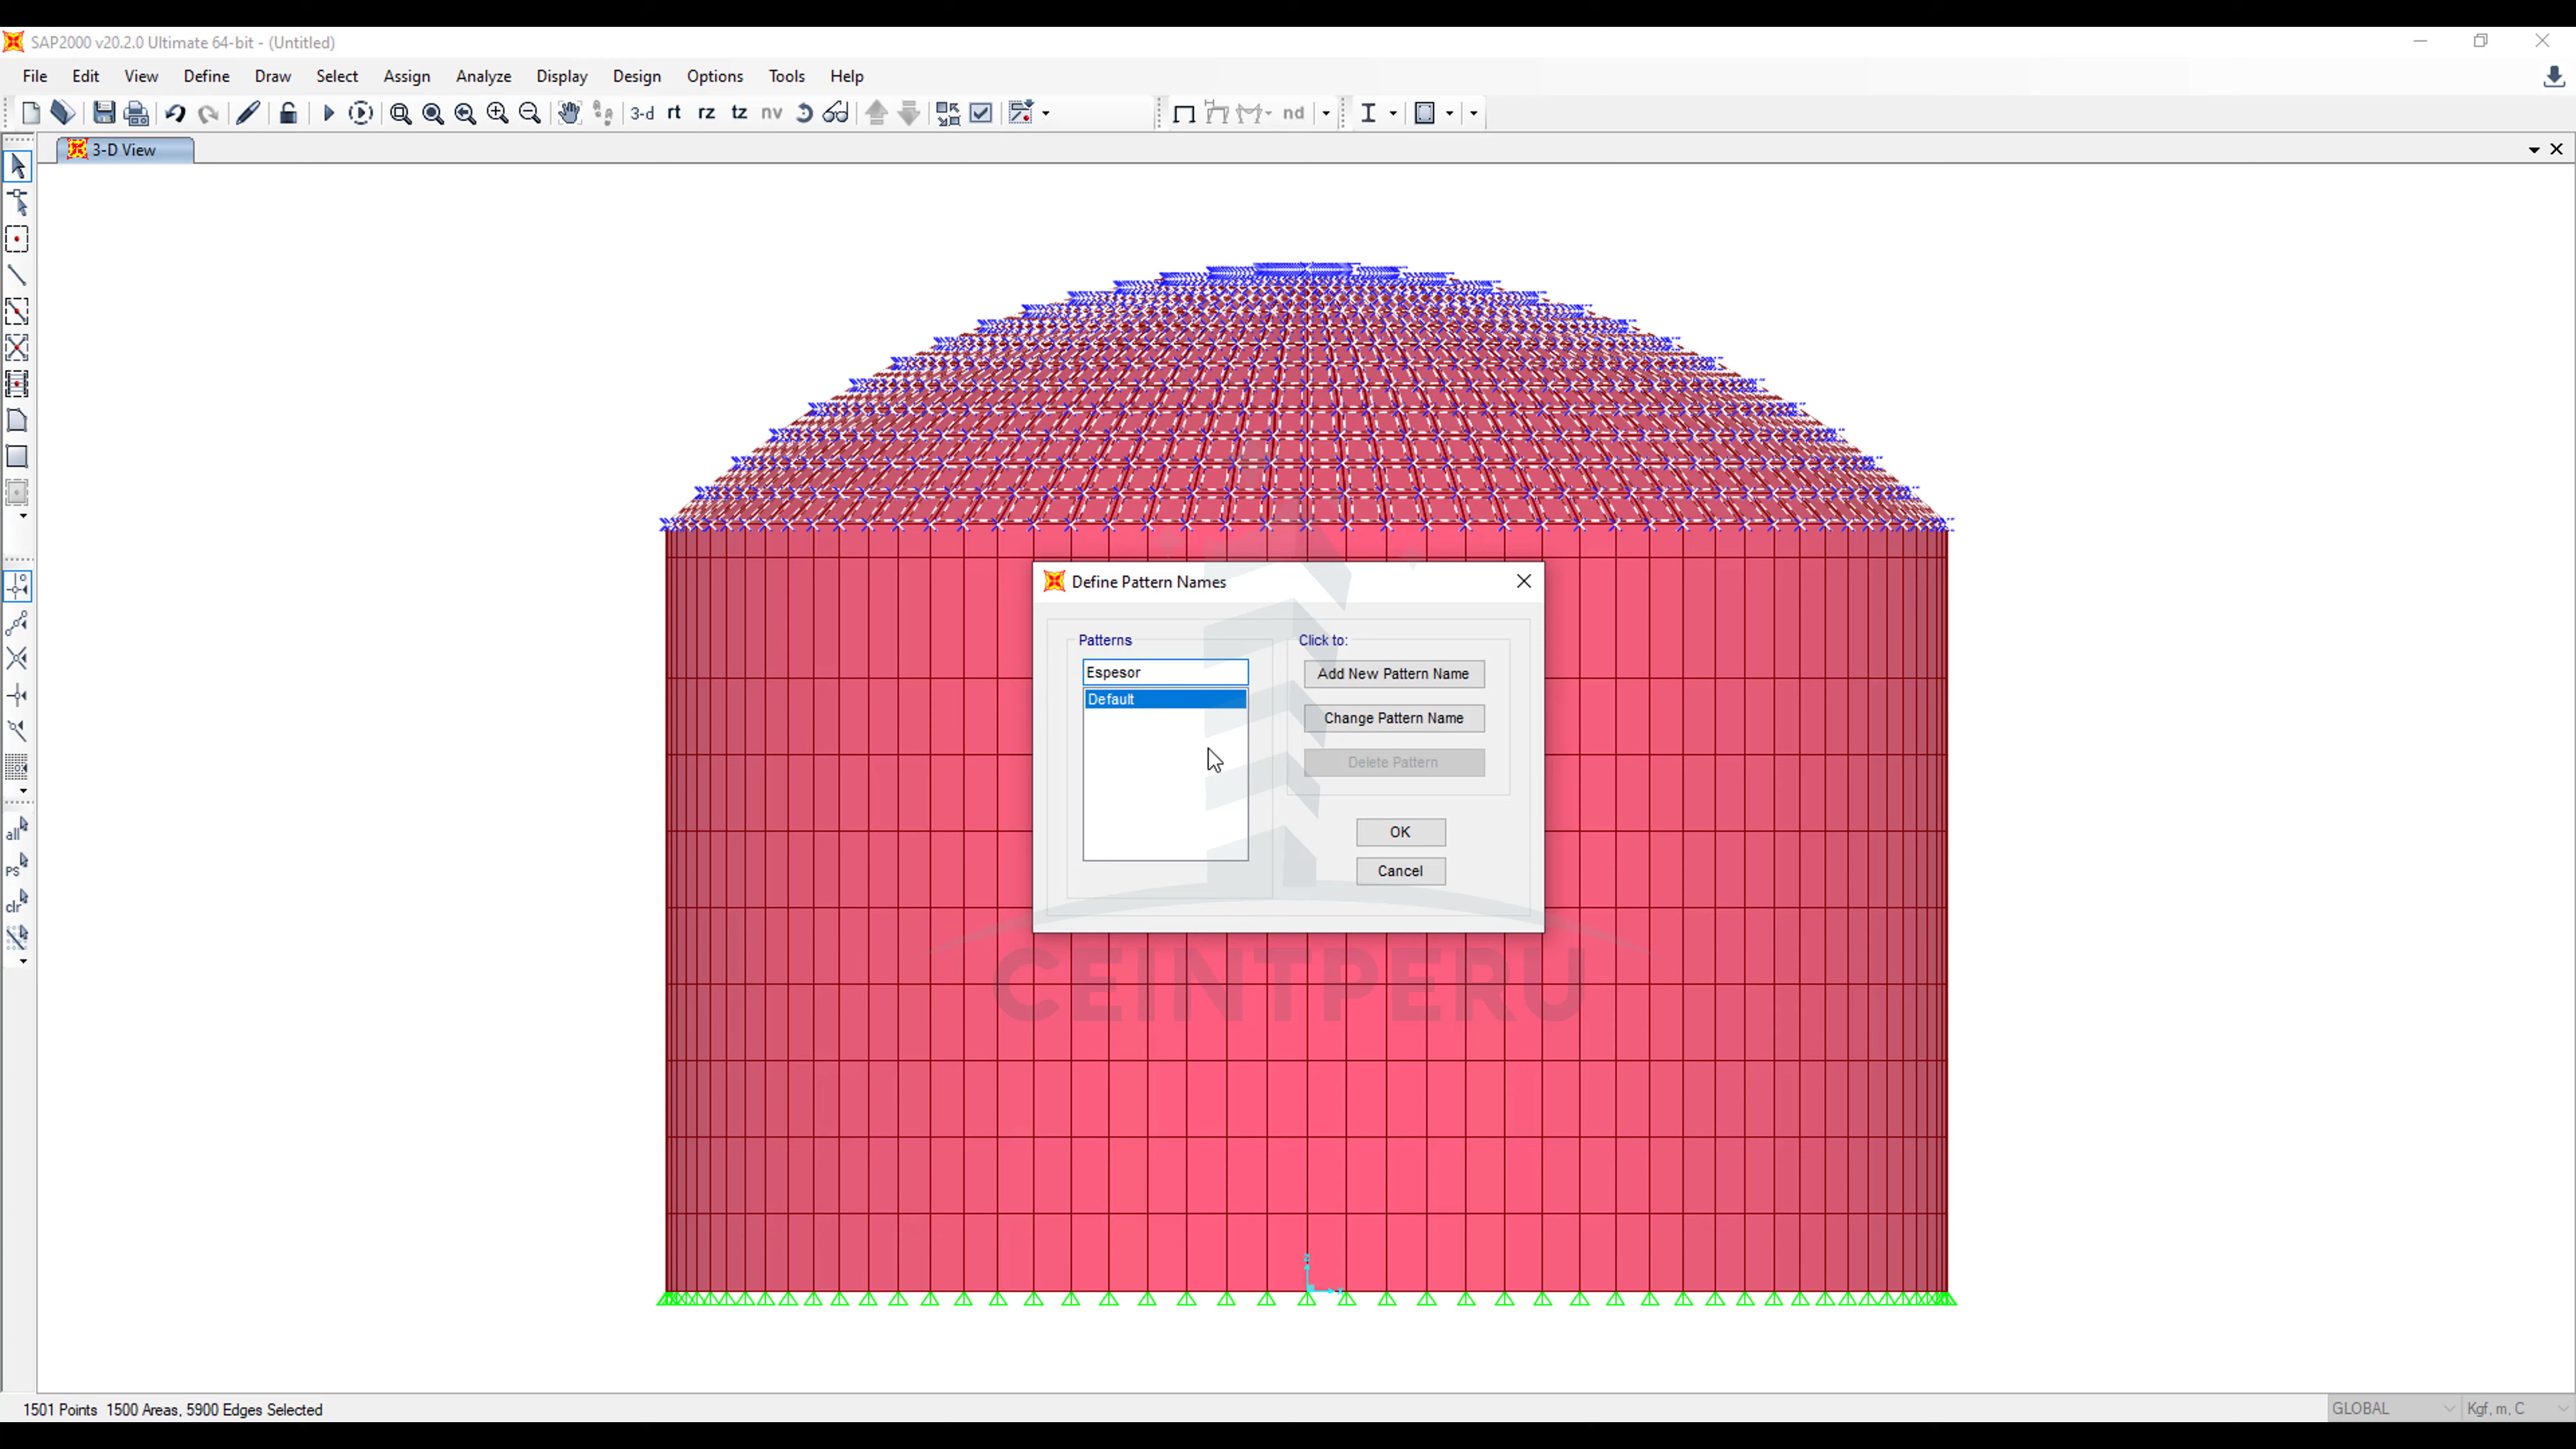 SAP2000 v20.2.0 Ultimate 64-bit - (Untitled)
File Edit View Define Draw Select Assign Analyze Display Design Options Tools Help
3-d rt rz tz nv nd
3-D View
Define Pattern Names
Patterns
Click to:
Espesor
Add New Pattern Name
Default
Change Pattern Name
Delete Pattern
OK
Cancel
all
PS
clr
CEINTPERU
Z
1501 Points 1500 Areas, 5900 Edges Selected
GLOBAL
Kgf, m, C